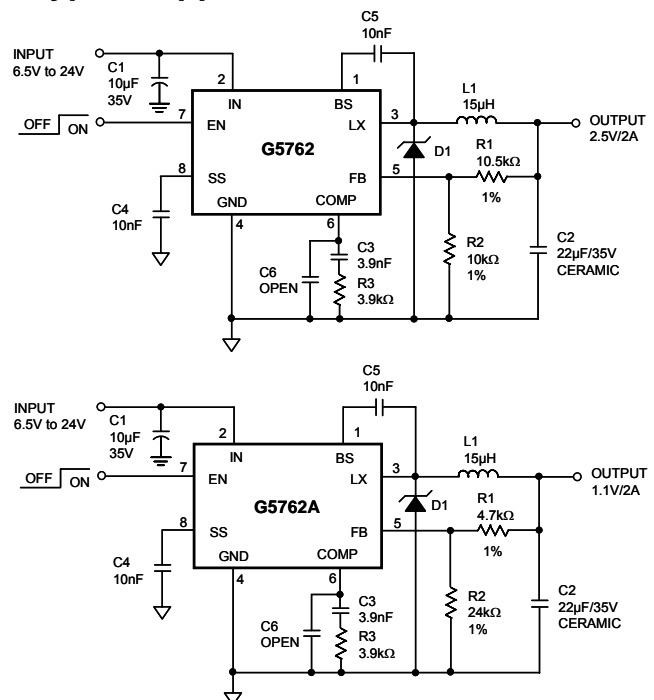 C5
10nF
INPUT
6.5V to 24V
C1
10µF
35V
2
1
IN
BS
L1
15µH
OFF
ON
7
EN
G5762
LX
3
OUTPUT
2.5V/2A
D1
R1
10.5kΩ
1%
8
SS
FB
5
C4
10nF
GND
COMP
4
6
C3
3.9nF
C6
OPEN
R3
3.9kΩ
R2
10kΩ
1%
C2
22µF/35V
CERAMIC
C5
10nF
INPUT
6.5V to 24V
C1
10µF
35V
2
1
IN
BS
L1
15µH
OFF
ON
7
EN
G5762A
LX
3
OUTPUT
1.1V/2A
D1
R1
4.7kΩ
1%
8
SS
FB
5
C4
10nF
GND
COMP
4
6
C3
3.9nF
C6
OPEN
R3
3.9kΩ
R2
24kΩ
1%
C2
22µF/35V
CERAMIC